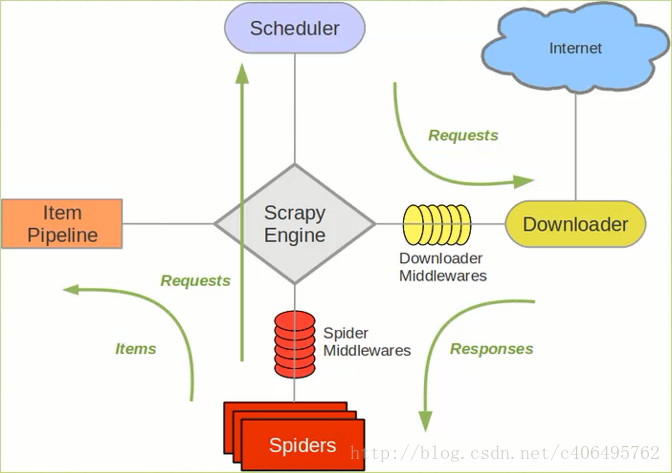 Scheduler
Internet
Requests
Item
Pipeline
Scrapy
Engine
Downloader
Downloader
Middlewares
Requests
Spider
Middlewares
Items
Responses
Spiders
http://blog.csdn.net/c406495762